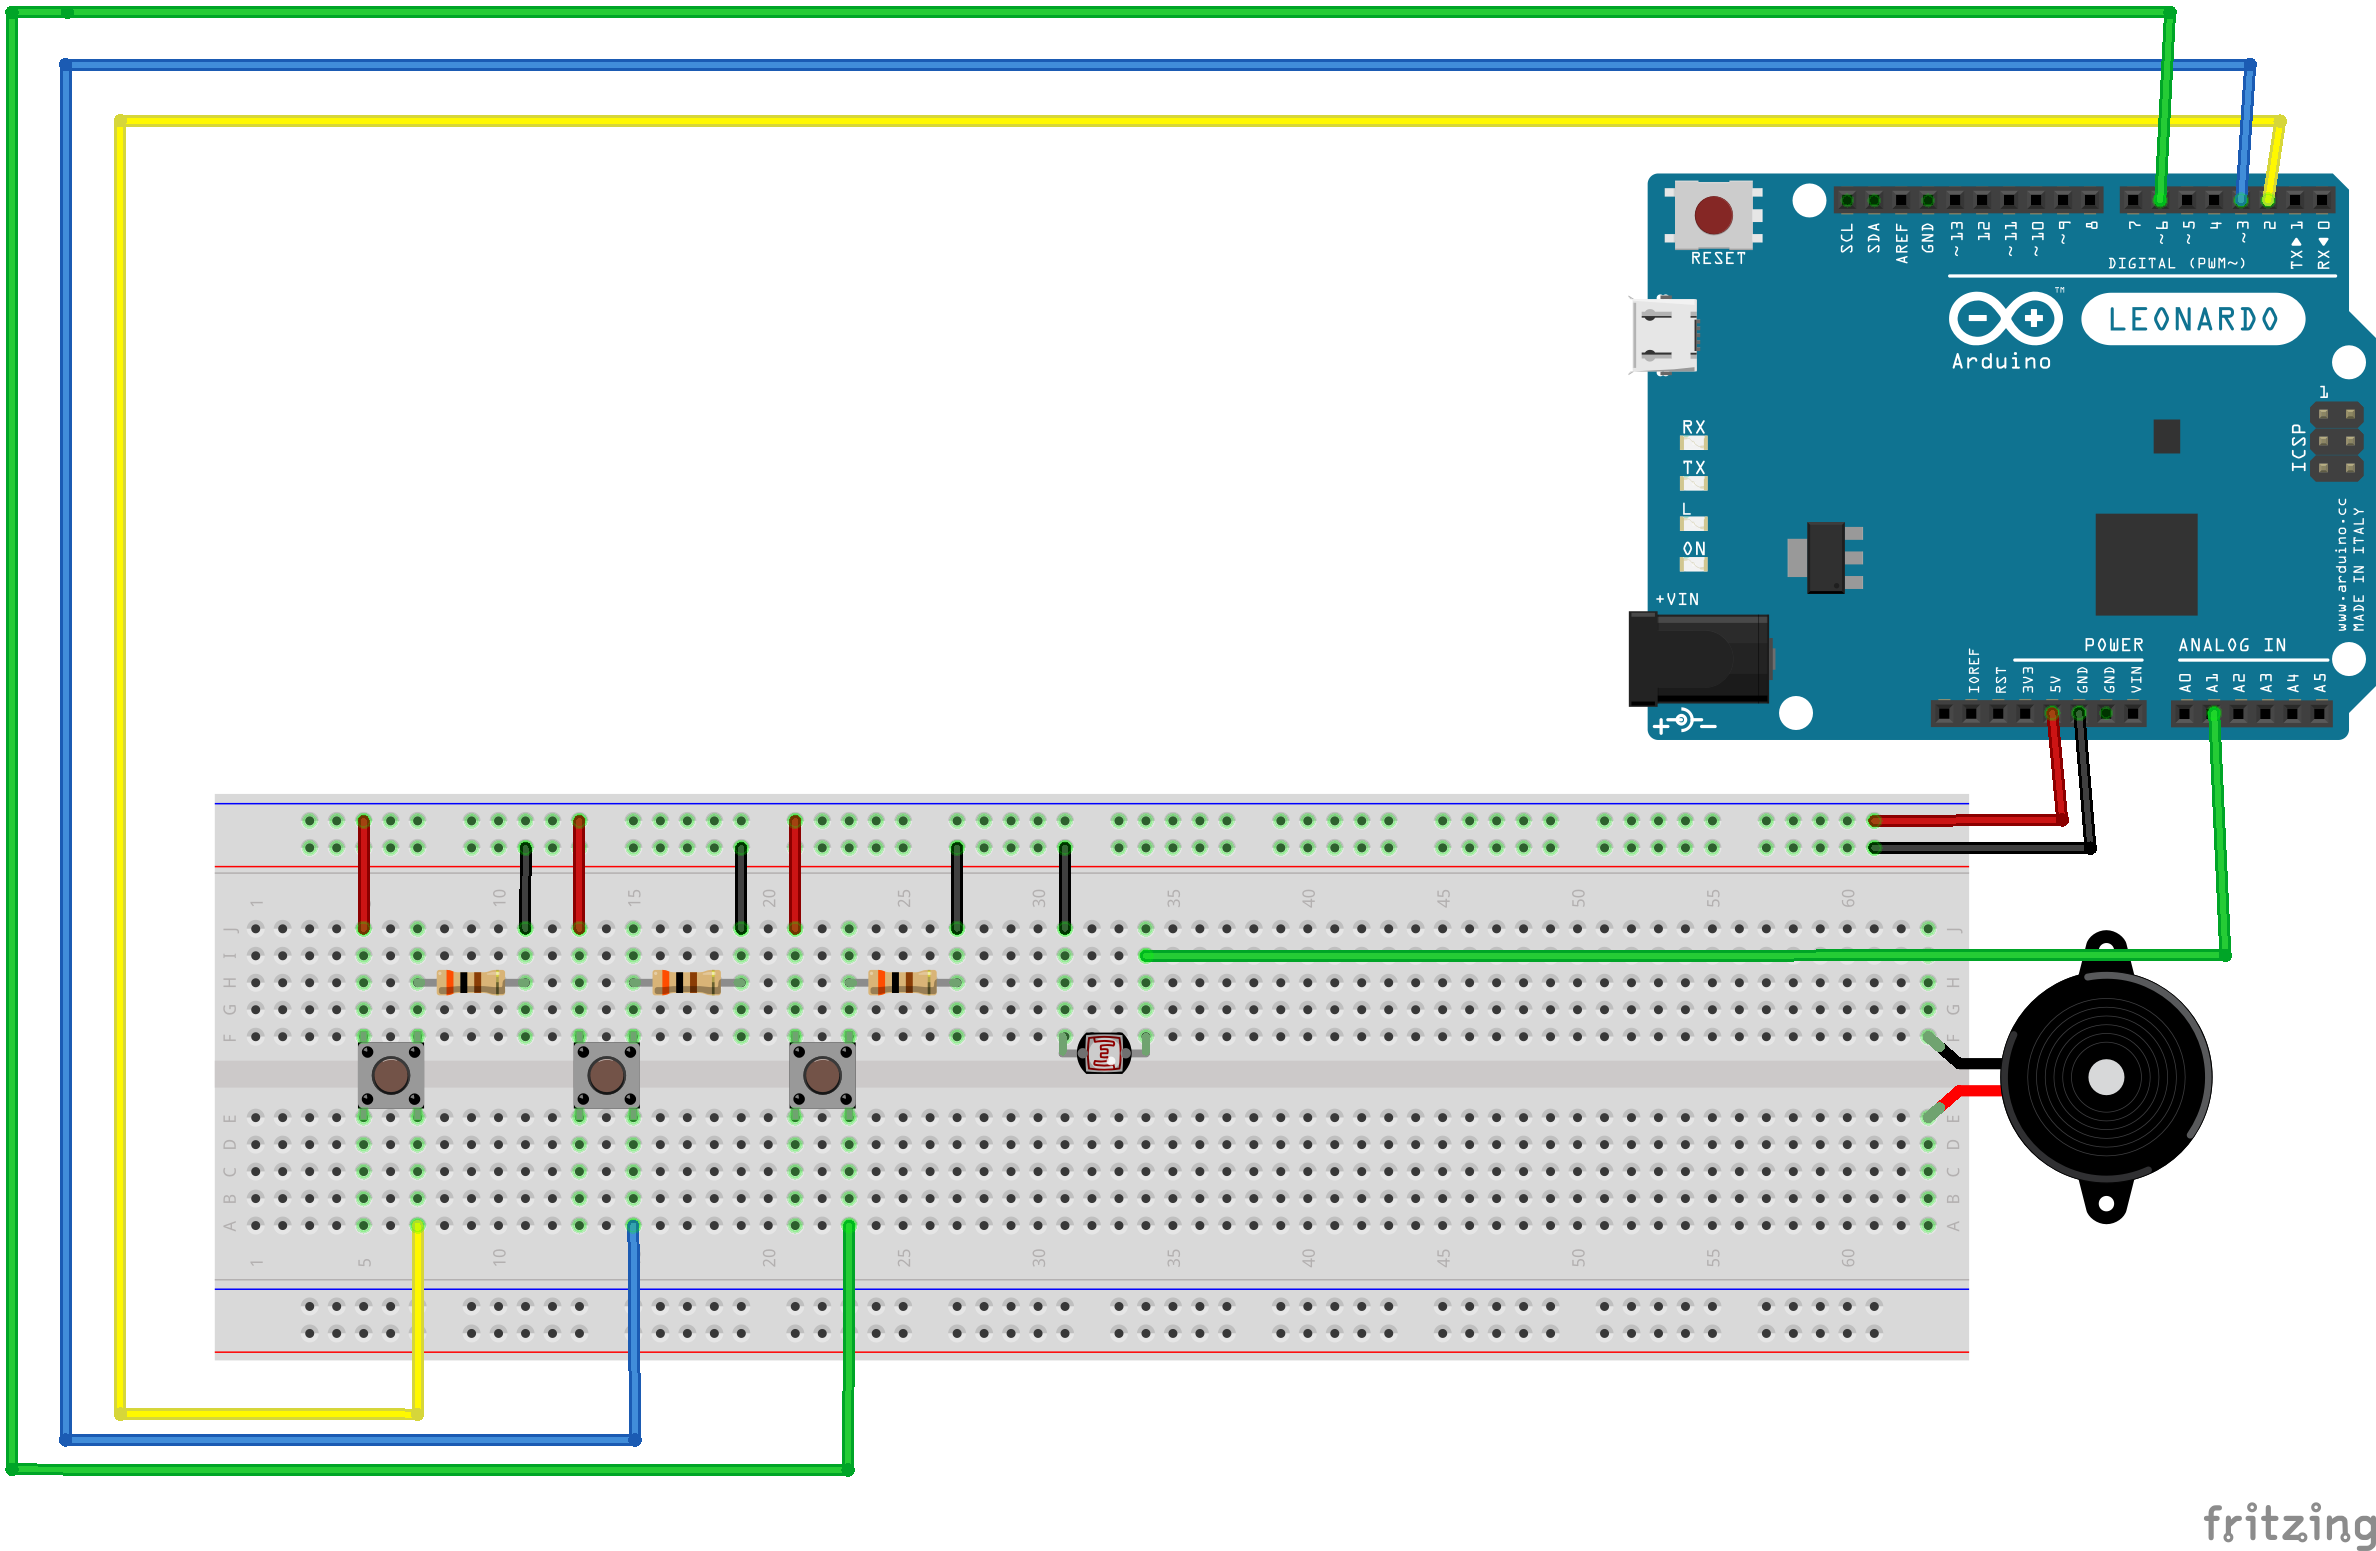 RESET
SCL
SDA
AREF
GND
~13
12
~11
~10
~9
8
7
~6
~5
4
~3
2
TX▶1
RX◀0
DIGITAL (PWM~)
TM
LEONARDO
Arduino
1
ICSP
RX
TX
L
ON
+VIN
www.arduino.cc
MADE IN ITALY
POWER
ANALOG IN
IOREF
RST
3V3
5V
GND
GND
VIN
A0
A1
A2
A3
A4
A5
+ -
1
10
15
20
25
30
35
40
45
50
55
60
J
J
I
H
H
G
G
F
F
E
E
D
D
C
C
B
B
A
A
1
5
10
20
25
30
35
40
45
50
55
60
fritzing